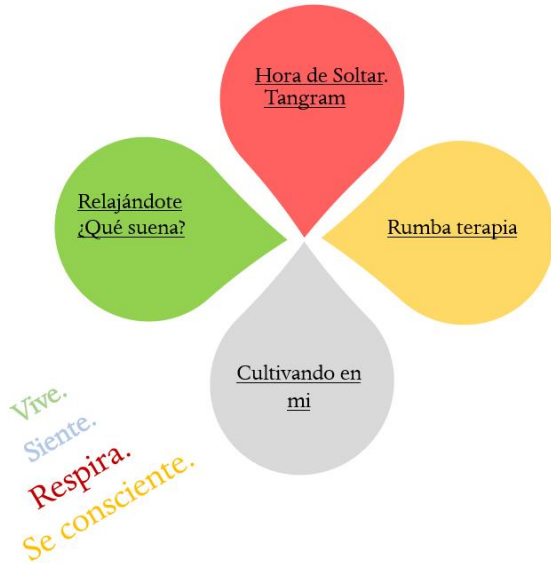 Hora de Soltar.
Tangram
Relajándote
¿Qué suena?
Rumba terapia
Cultivando en
mi
Vive.
Siente.
Respira.
Se consciente.